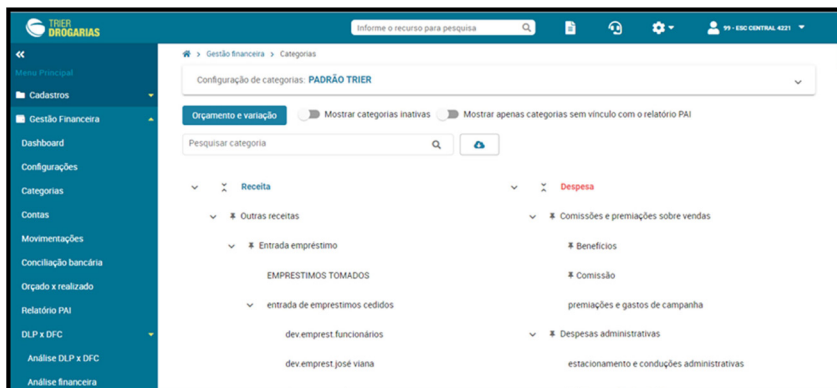 TRIER
DROGARIAS
Informe o recurso para pesquisa
99 - ESC CENTRAL 4221
Menu Principal
Cadastros
Gestão Financeira
Dashboard
Configurações
Categorias
Contas
Movimentações
Conciliação bancária
Orçado x realizado
Relatório PAI
DLP x DFC
Análise DLP x DFC
Análise financeira
> Gestão financeira > Categorias
Configuração de categorias: PADRÃO TRIER
Orçamento e variação
Mostrar categorias inativas
Mostrar apenas categorias sem vínculo com o relatório PAI
Pesquisar categoria
Receita
Outras receitas
Entrada empréstimo
EMPRESTIMOS TOMADOS
entrada de emprestimos cedidos
dev.emprest.funcionários
dev.emprest.josé viana
Despesa
Comissões e premiações sobre vendas
Benefícios
Comissão
premiações e gastos de campanha
Despesas administrativas
estacionamento e conduções administrativas